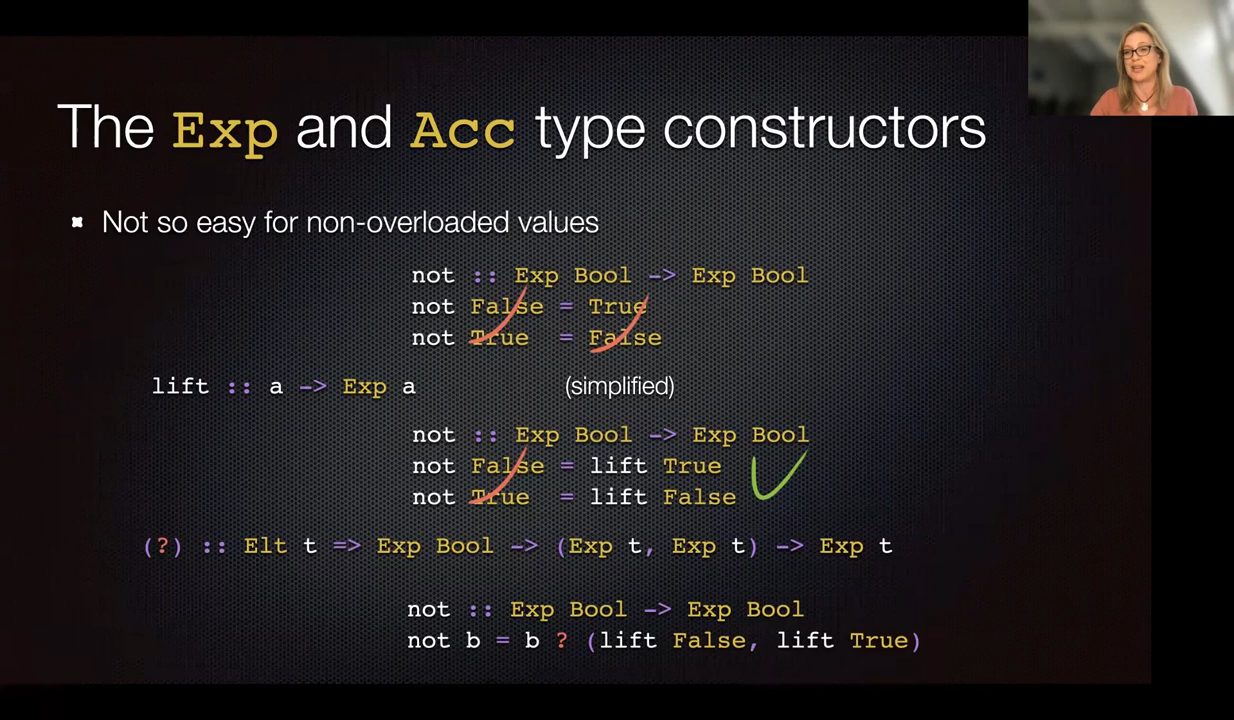 The Exp and Acc type constructors
Not so easy for non-overloaded values
not :: Exp Bool -> Exp Bool
not False = True
not True = False
lift :: a -> Exp a (simplified)
not :: Exp Bool -> Exp Bool
not False = lift True
not True = lift False
(?) :: Elt t => Exp Bool -> (Exp t, Exp t) -> Exp t
not :: Exp Bool -> Exp Bool
not b = b ? (lift False, lift True)